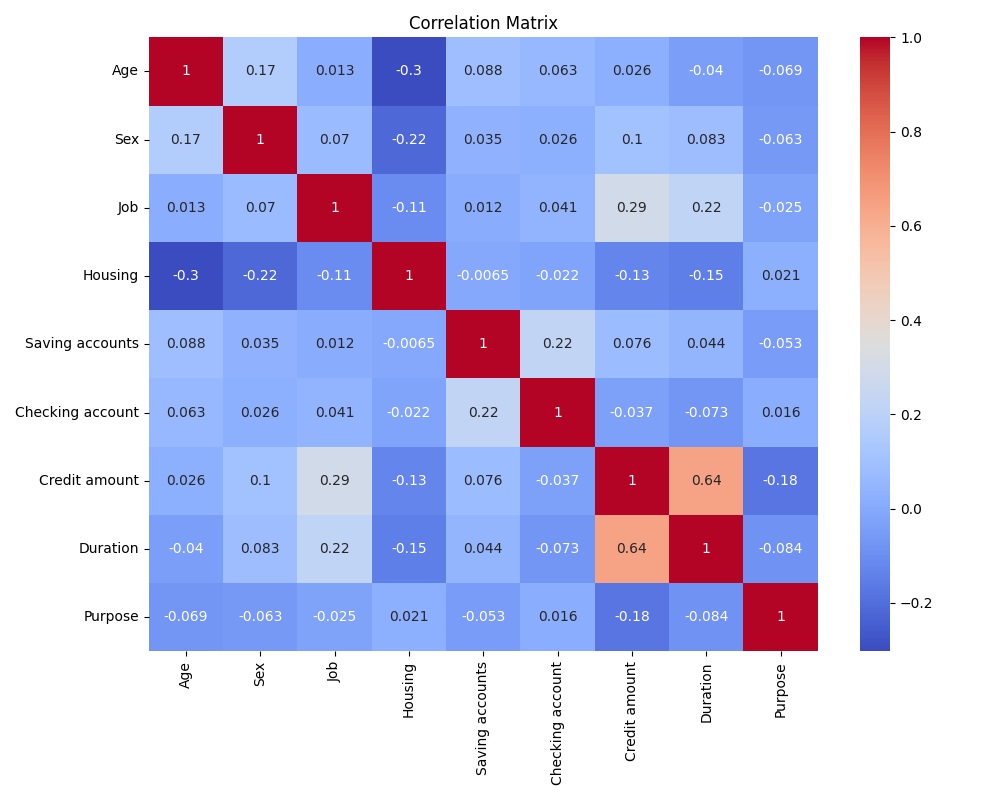 Correlation Matrix
Age 1 0.17 0.013 -0.3 0.088 0.063 0.026 -0.04 -0.069
Sex 0.17 1 0.07 -0.22 0.035 0.026 0.1 0.083 -0.063
Job 0.013 0.07 1 -0.11 0.012 0.041 0.29 0.22 -0.025
Housing -0.3 -0.22 -0.11 1 -0.0065 -0.022 -0.13 -0.15 0.021
Saving accounts 0.088 0.035 0.012 -0.0065 1 0.22 0.076 0.044 -0.053
Checking account 0.063 0.026 0.041 -0.022 0.22 1 -0.037 -0.073 0.016
Credit amount 0.026 0.1 0.29 -0.13 0.076 -0.037 1 0.64 -0.18
Duration -0.04 0.083 0.22 -0.15 0.044 -0.073 0.64 1 -0.084
Purpose -0.069 -0.063 -0.025 0.021 -0.053 0.016 -0.18 -0.084 1
Age Sex Job Housing Saving accounts Checking account Credit amount Duration Purpose
1.0
0.8
0.6
0.4
0.2
0.0
−0.2